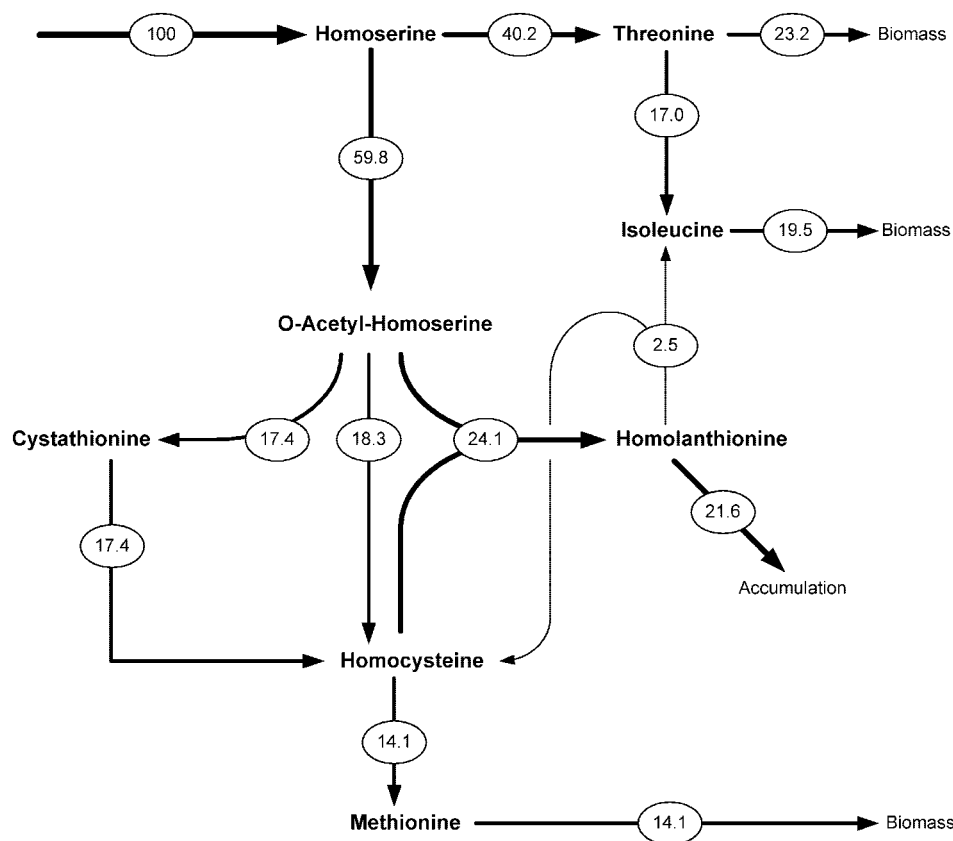 100
Homoserine
40.2
Threonine
23.2
Biomass
17.0
59.8
Isoleucine
19.5
Biomass
O-Acetyl-Homoserine
2.5
Cystathionine
17.4
18.3
24.1
Homolanthionine
21.6
17.4
Accumulation
Homocysteine
14.1
Methionine
14.1
Biomass